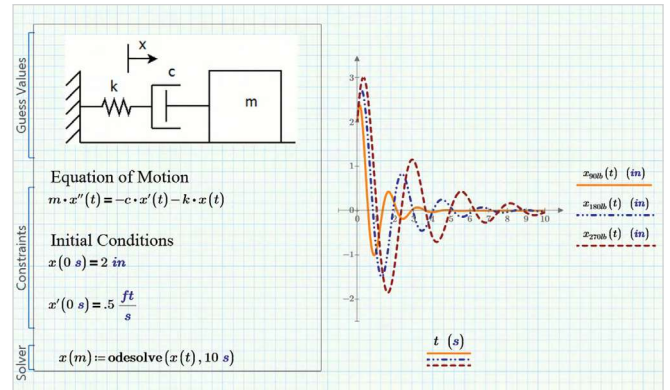 Guess Values
x
k
c
m
Equation of Motion
m·x''(t)=-c·x'(t)-k·x(t)
Constraints
Initial Conditions
x(0 s)=2 in
x'(0 s)=.5 ft/s
Solver
x(m):=odesolve(x(t),10 s)
3
2
1
0
-1
-2
0
2
3
4
5
6
7
8
9
10
t (s)
x90lb(t) (in)
x180lb(t) (in)
x270lb(t) (in)